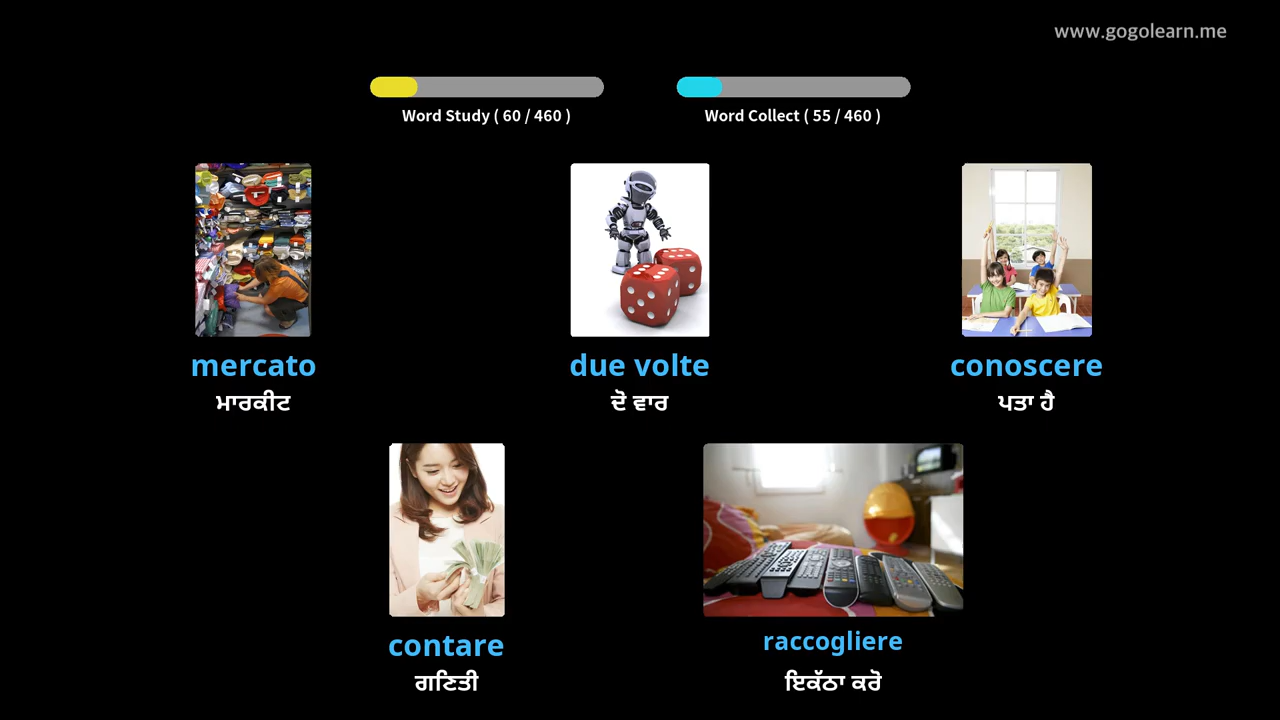 www.gogolearn.me
Word Study ( 60 / 460 )
Word Collect ( 55 / 460 )
mercato
ਮਾਰਕੀਟ
due volte
ਦੋ ਵਾਰ
conoscere
ਪਤਾ ਹੈ
contare
ਗਣਿਤੀ
raccogliere
ਇਕੱਠਾ ਕਰੋ